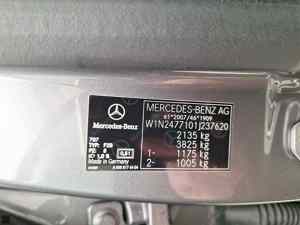 Mercedes-Benz
707
Made in Germany
MERCEDES-BENZ AG
e1*2007/46*1909
W1N2477101J237620
2135 kg
3825 kg
1- 1175 kg
2- 1005 kg